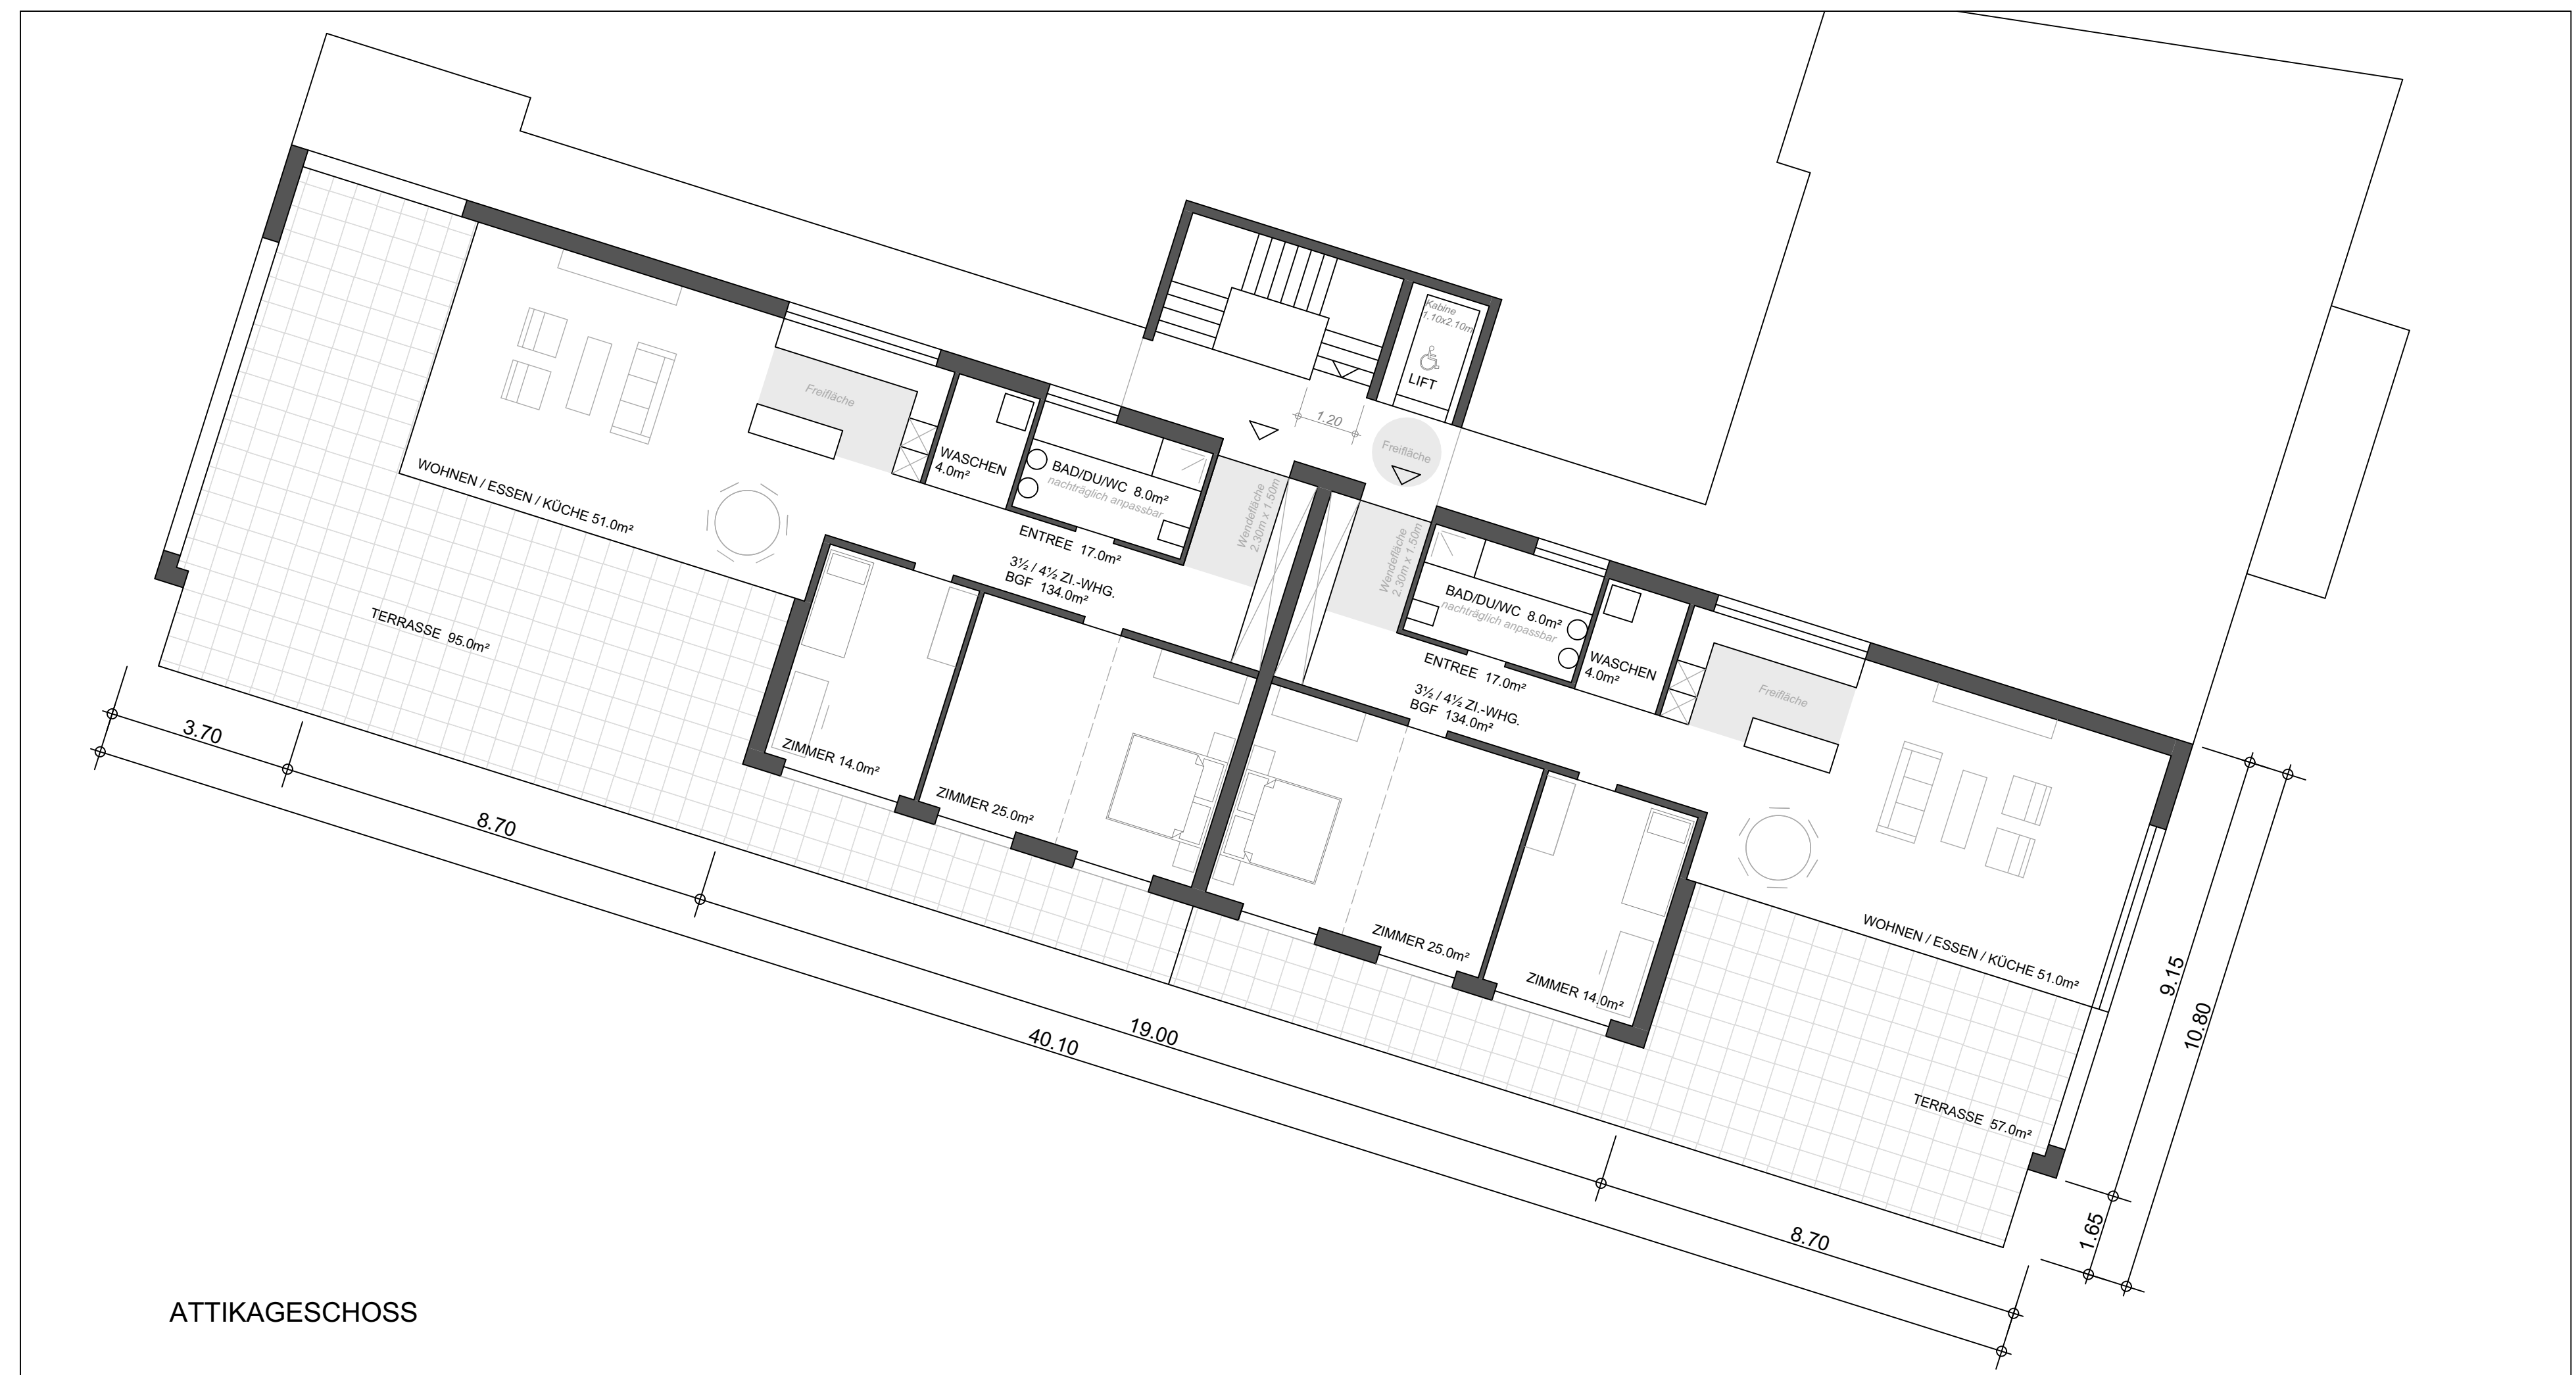 Kabine
1.10x2.10m
LIFT
1.20
Freifläche
Freifläche
WASCHEN
4.0m²
BAD/DU/WC 8.0m²
nachträglich anpassbar
Wendefläche
2.30m x 1.50m
WOHNEN / ESSEN / KÜCHE 51.0m²
ENTREE 17.0m²
3½ / 4½ ZI.-WHG.
BGF 134.0m²
TERRASSE 95.0m²
ZIMMER 14.0m²
ZIMMER 25.0m²
Wendefläche
2.30m x 1.50m
BAD/DU/WC 8.0m²
nachträglich anpassbar
WASCHEN
4.0m²
ENTREE 17.0m²
3½ / 4½ ZI.-WHG.
BGF 134.0m²
Freifläche
ZIMMER 25.0m²
ZIMMER 14.0m²
WOHNEN / ESSEN / KÜCHE 51.0m²
TERRASSE 57.0m²
3.70
8.70
19.00
40.10
8.70
9.15
10.80
1.65
ATTIKAGESCHOSS